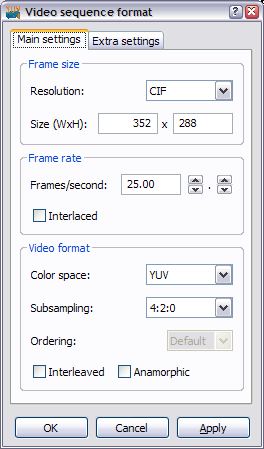 YUV Video sequence format
Main settings Extra settings
Frame size
Resolution: CIF
Size (WxH): 352 x 288
Frame rate
Frames/second: 25.00 .
Interlaced
Video format
Color space: YUV
Subsampling: 4:2:0
Ordering: Default
Interleaved Anamorphic
OK Cancel Apply